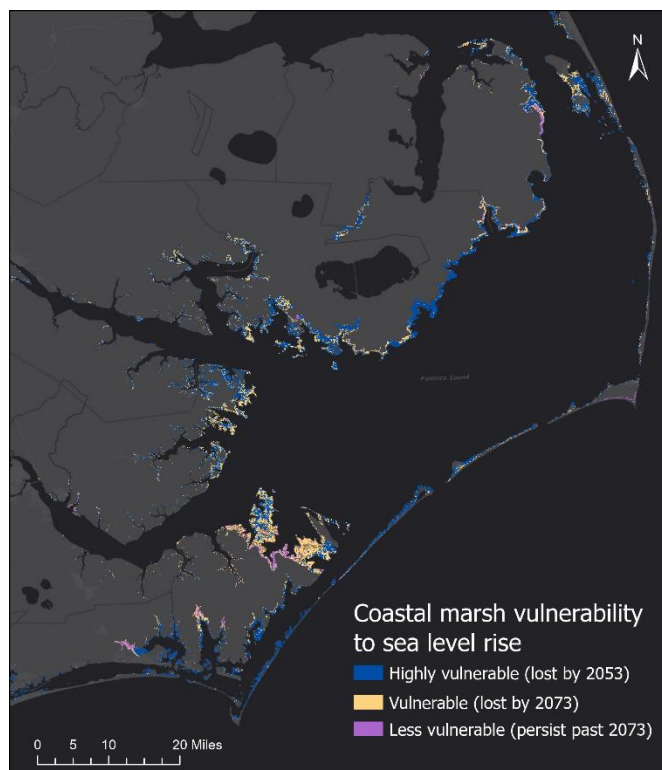 N
Pamlico Sound
Coastal marsh vulnerability
to sea level rise
Highly vulnerable (lost by 2053)
Vulnerable (lost by 2073)
Less vulnerable (persist past 2073)
0 5 10 20 Miles